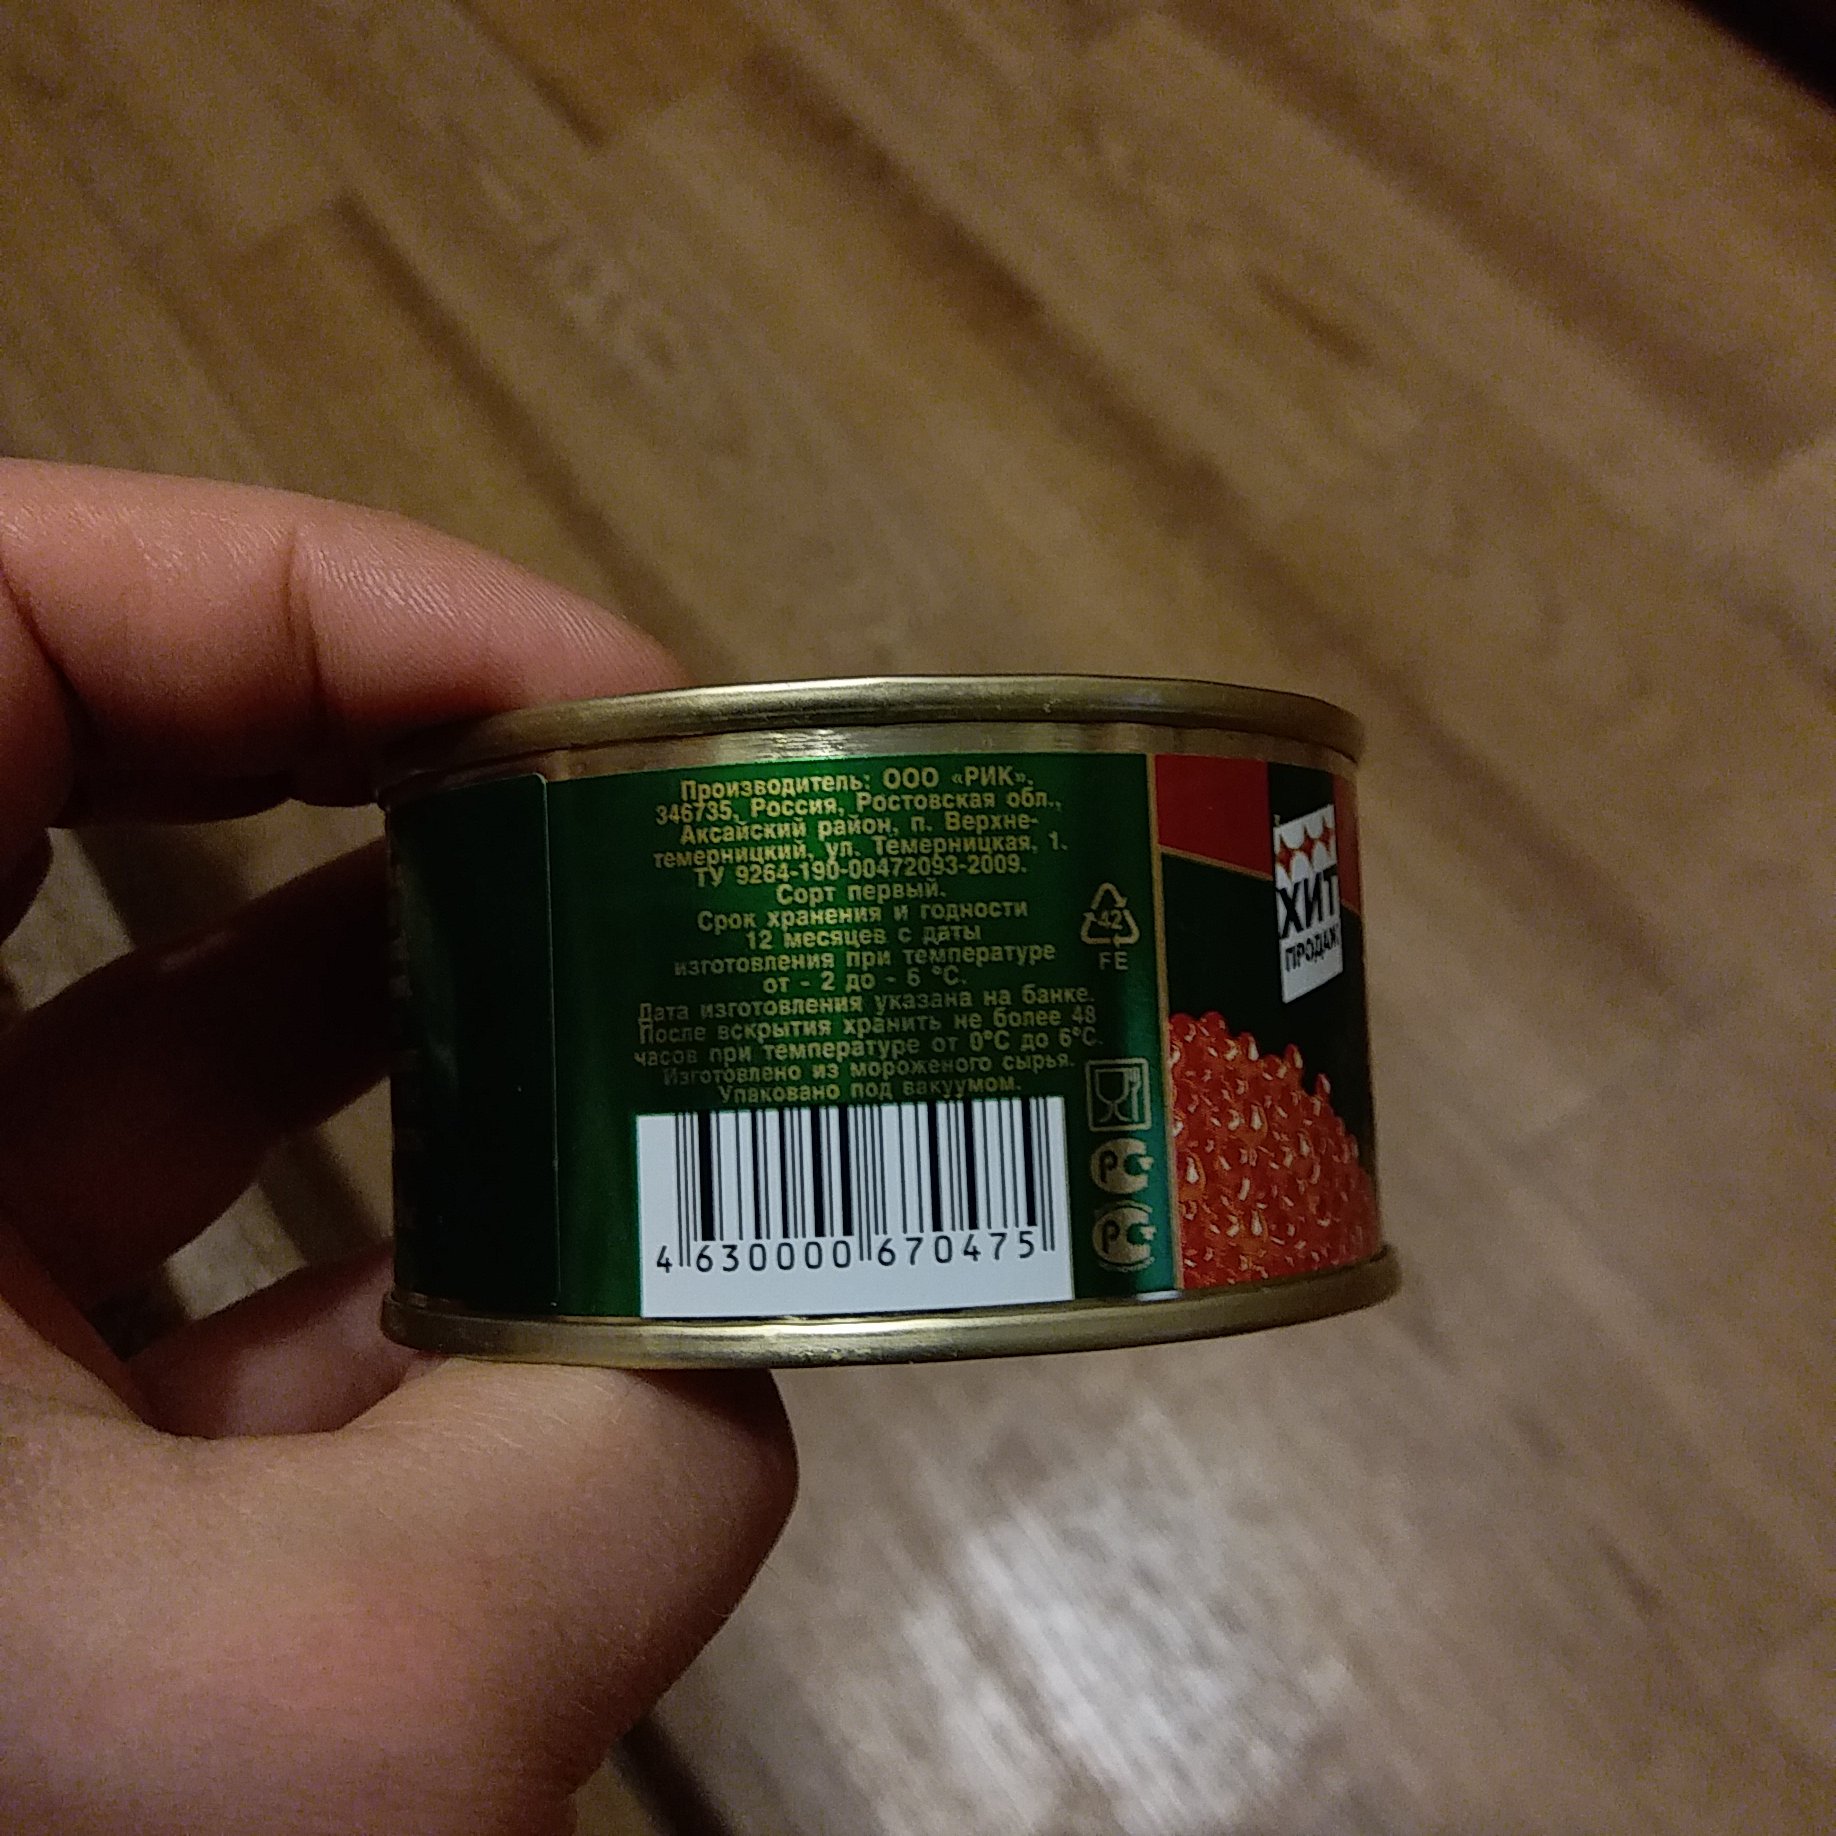 Производитель: ООО «РИК».
346735, Россия, Ростовская обл.,
Аксайский район, п. Верхне-
темерницкий, ул. Темерницкая, 1.
ТУ 9264-190-00472093-2009.
Сорт первый.
Срок хранения и годности
12 месяцев с даты
изготовления при температуре
от - 2 до - 6 °С.
Дата изготовления указана на банке.
После вскрытия хранить не более 48
часов при температуре от 0°С до 6°С.
Изготовлено из мороженого сырья.
Упаковано под вакуумом.
42
FE
4 630000 670475
ХИТ
ПРОДАЖ